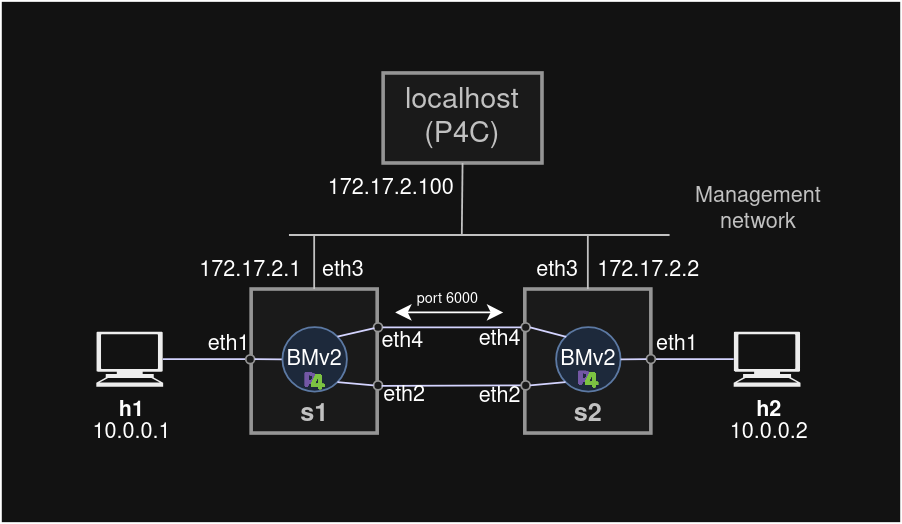 localhost
(P4C)
172.17.2.100
Management
network
172.17.2.1
eth3
eth3
172.17.2.2
port 6000
eth1
BMv2
P4
eth4
eth4
BMv2
P4
eth1
eth2
eth2
s1
s2
h1
10.0.0.1
h2
10.0.0.2